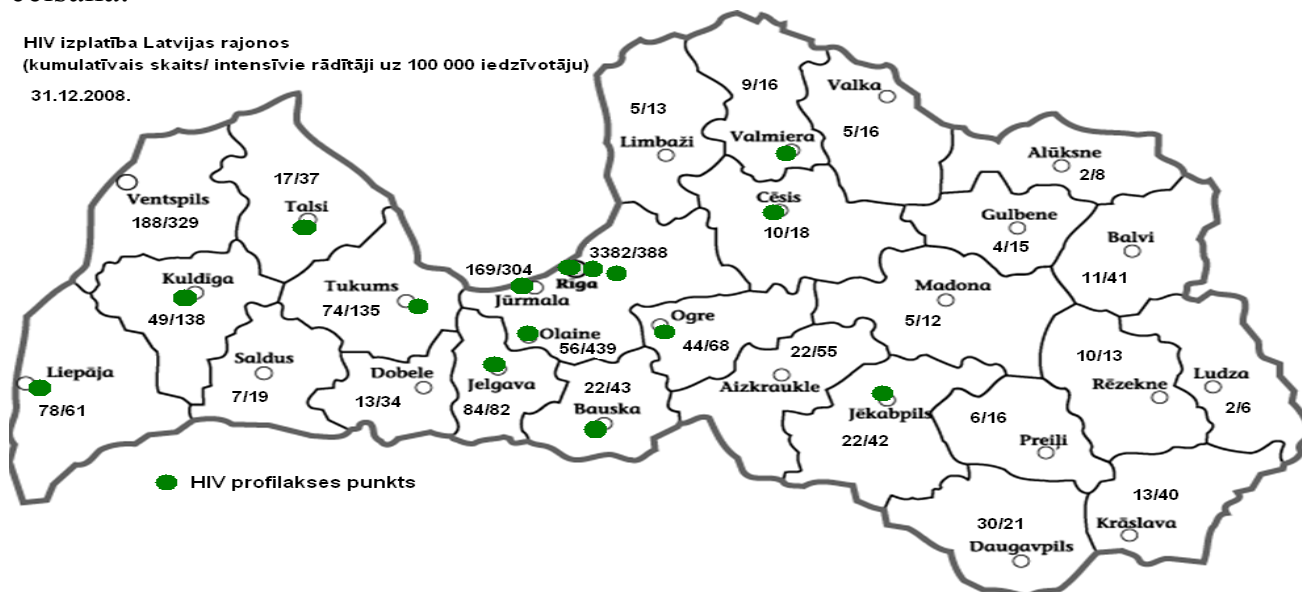 HIV izplatība Latvijas rajonos
(kumulatīvais skaits/ intensīvie rādītāji uz 100 000 iedzīvotāju)
31.12.2008.
9/16
Valka
5/13
Valmiera
5/16
Limbaži
Alūksne
2/8
17/37
Ventspils
Talsi
188/329
Cēsis
10/18
Gulbene
4/15
Balvi
11/41
3382/388
169/304
Rīga
Jūrmala
Kuldīga
49/138
Tukums
74/135
Madona
5/12
Olaine
56/439
Ogre
44/68
22/55
Aizkraukle
10/13
Rēzekne
Ludza
2/6
Liepāja
78/61
Saldus
7/19
Dobele
13/34
Jelgava
84/82
22/43
Bauska
Jēkabpils
22/42
6/16
Preiļi
HIV profilakses punkts
13/40
Krāslava
30/21
Daugavpils